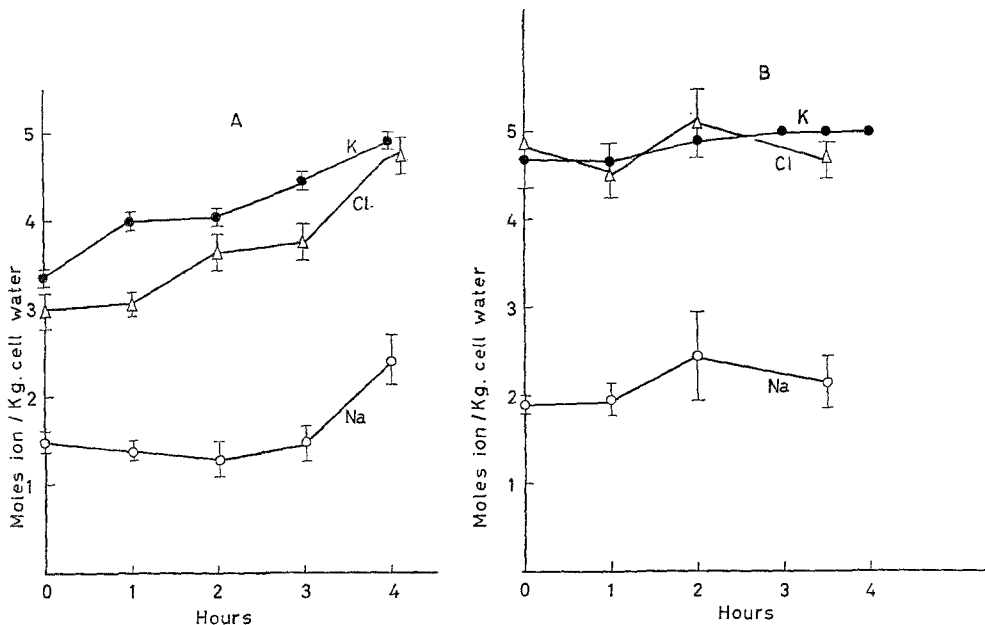 A
Moles ion / Kg. cell water
5
4
3
2
1
K
Cl.
Na
0 1 2 3 4
Hours
B
Moles ion / Kg. cell water
5
4
3
2
1
K
Cl
Na
0 1 2 3 4
Hours